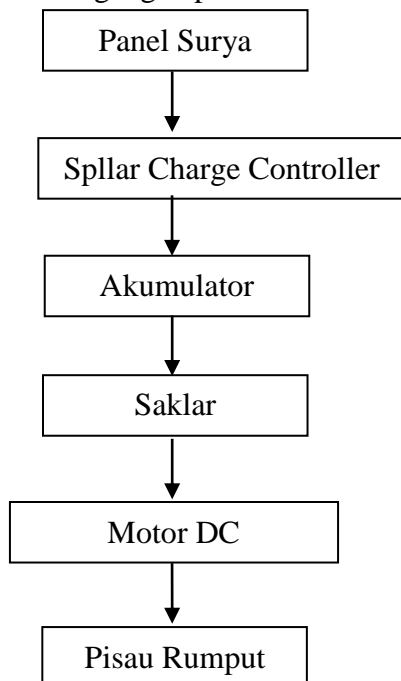 Panel Surya
Spllar Charge Controller
Akumulator
Saklar
Motor DC
Pisau Rumput